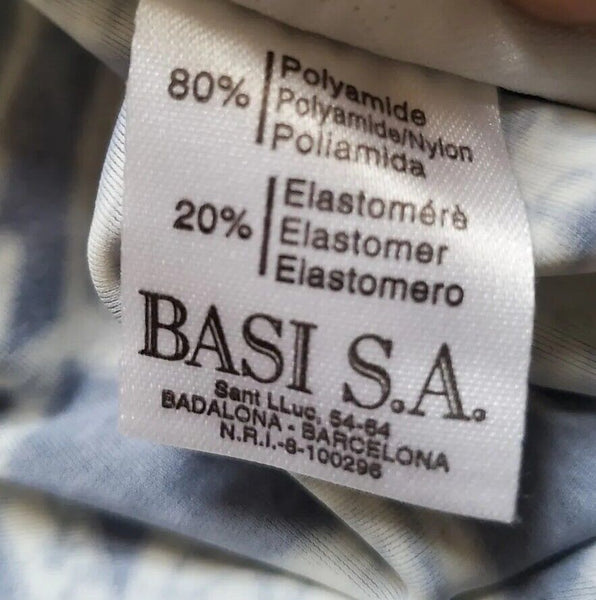 80%
Polyamide
Polyamide/Nylon
Poliamida
20%
Elastomérè
Elastomer
Elastomero
BASI S.A.
Sant LLuc, 54-64
BADALONA - BARCELONA
N.R.I.-8-100296